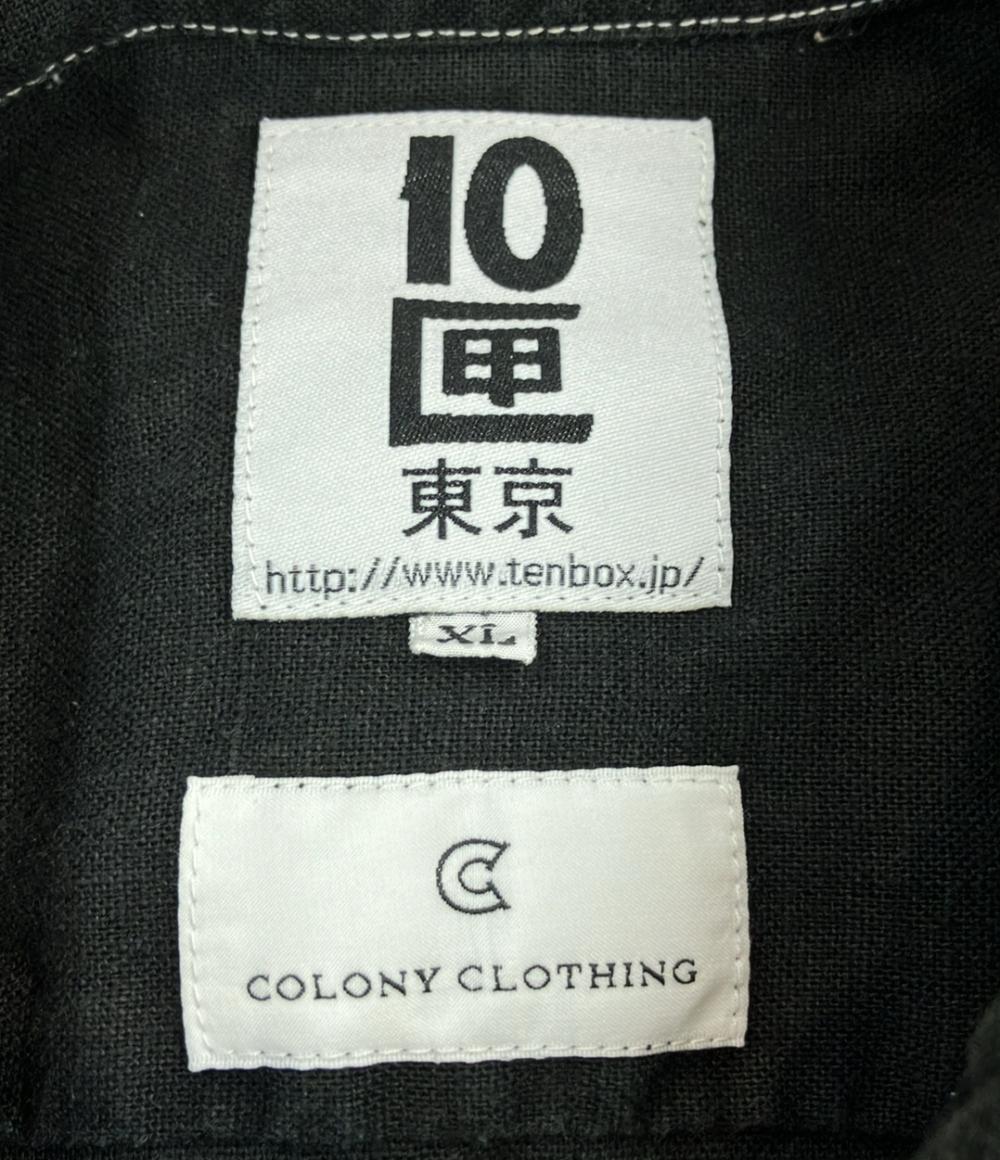 10
匣
東京
http://www.tenbox.jp/
XL
C
COLONY CLOTHING